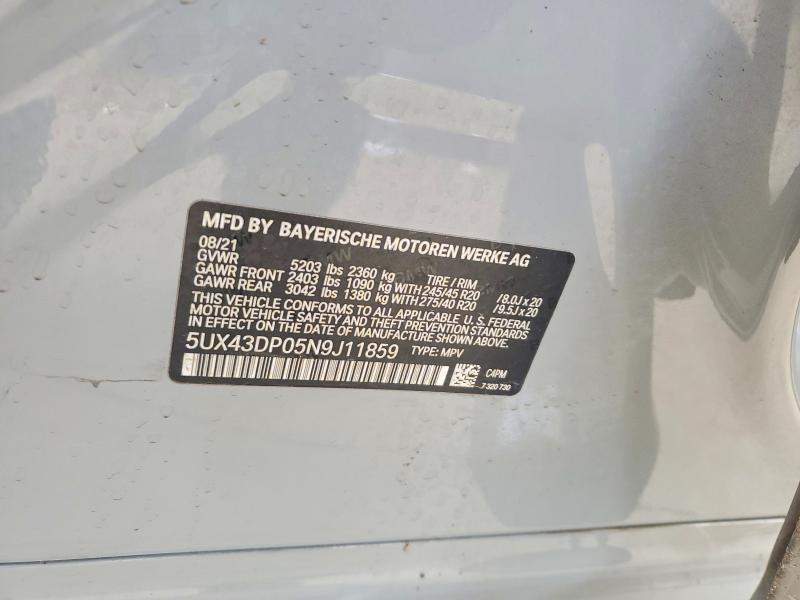 MFD BY BAYERISCHE MOTOREN WERKE AG
08/21
GVWR 5203 lbs 2360 kg TIRE / RIM
GAWR FRONT 2403 lbs 1090 kg WITH 245/45 R20 /8.0J x 20
GAWR REAR 3042 lbs 1380 kg WITH 275/40 R20 /9.5J x 20
THIS VEHICLE CONFORMS TO ALL APPLICABLE U.S. FEDERAL
MOTOR VEHICLE SAFETY AND THEFT PREVENTION STANDARDS
IN EFFECT ON THE DATE OF MANUFACTURE SHOWN ABOVE.
5UX43DP05N9J11859 TYPE: MPV
C4PM
7 320 730